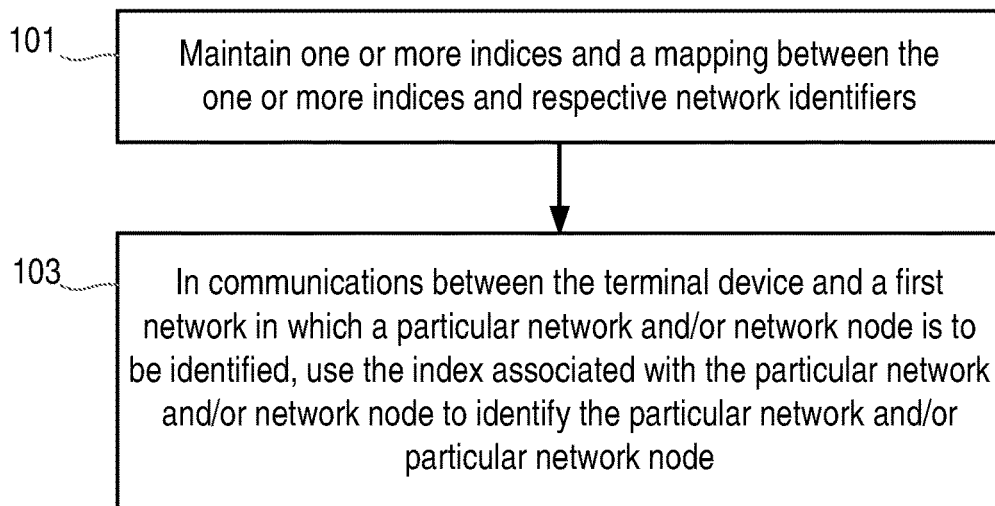 101
Maintain one or more indices and a mapping between the
one or more indices and respective network identifiers
103
In communications between the terminal device and a first
network in which a particular network and/or network node is to
be identified, use the index associated with the particular network
and/or network node to identify the particular network and/or
particular network node